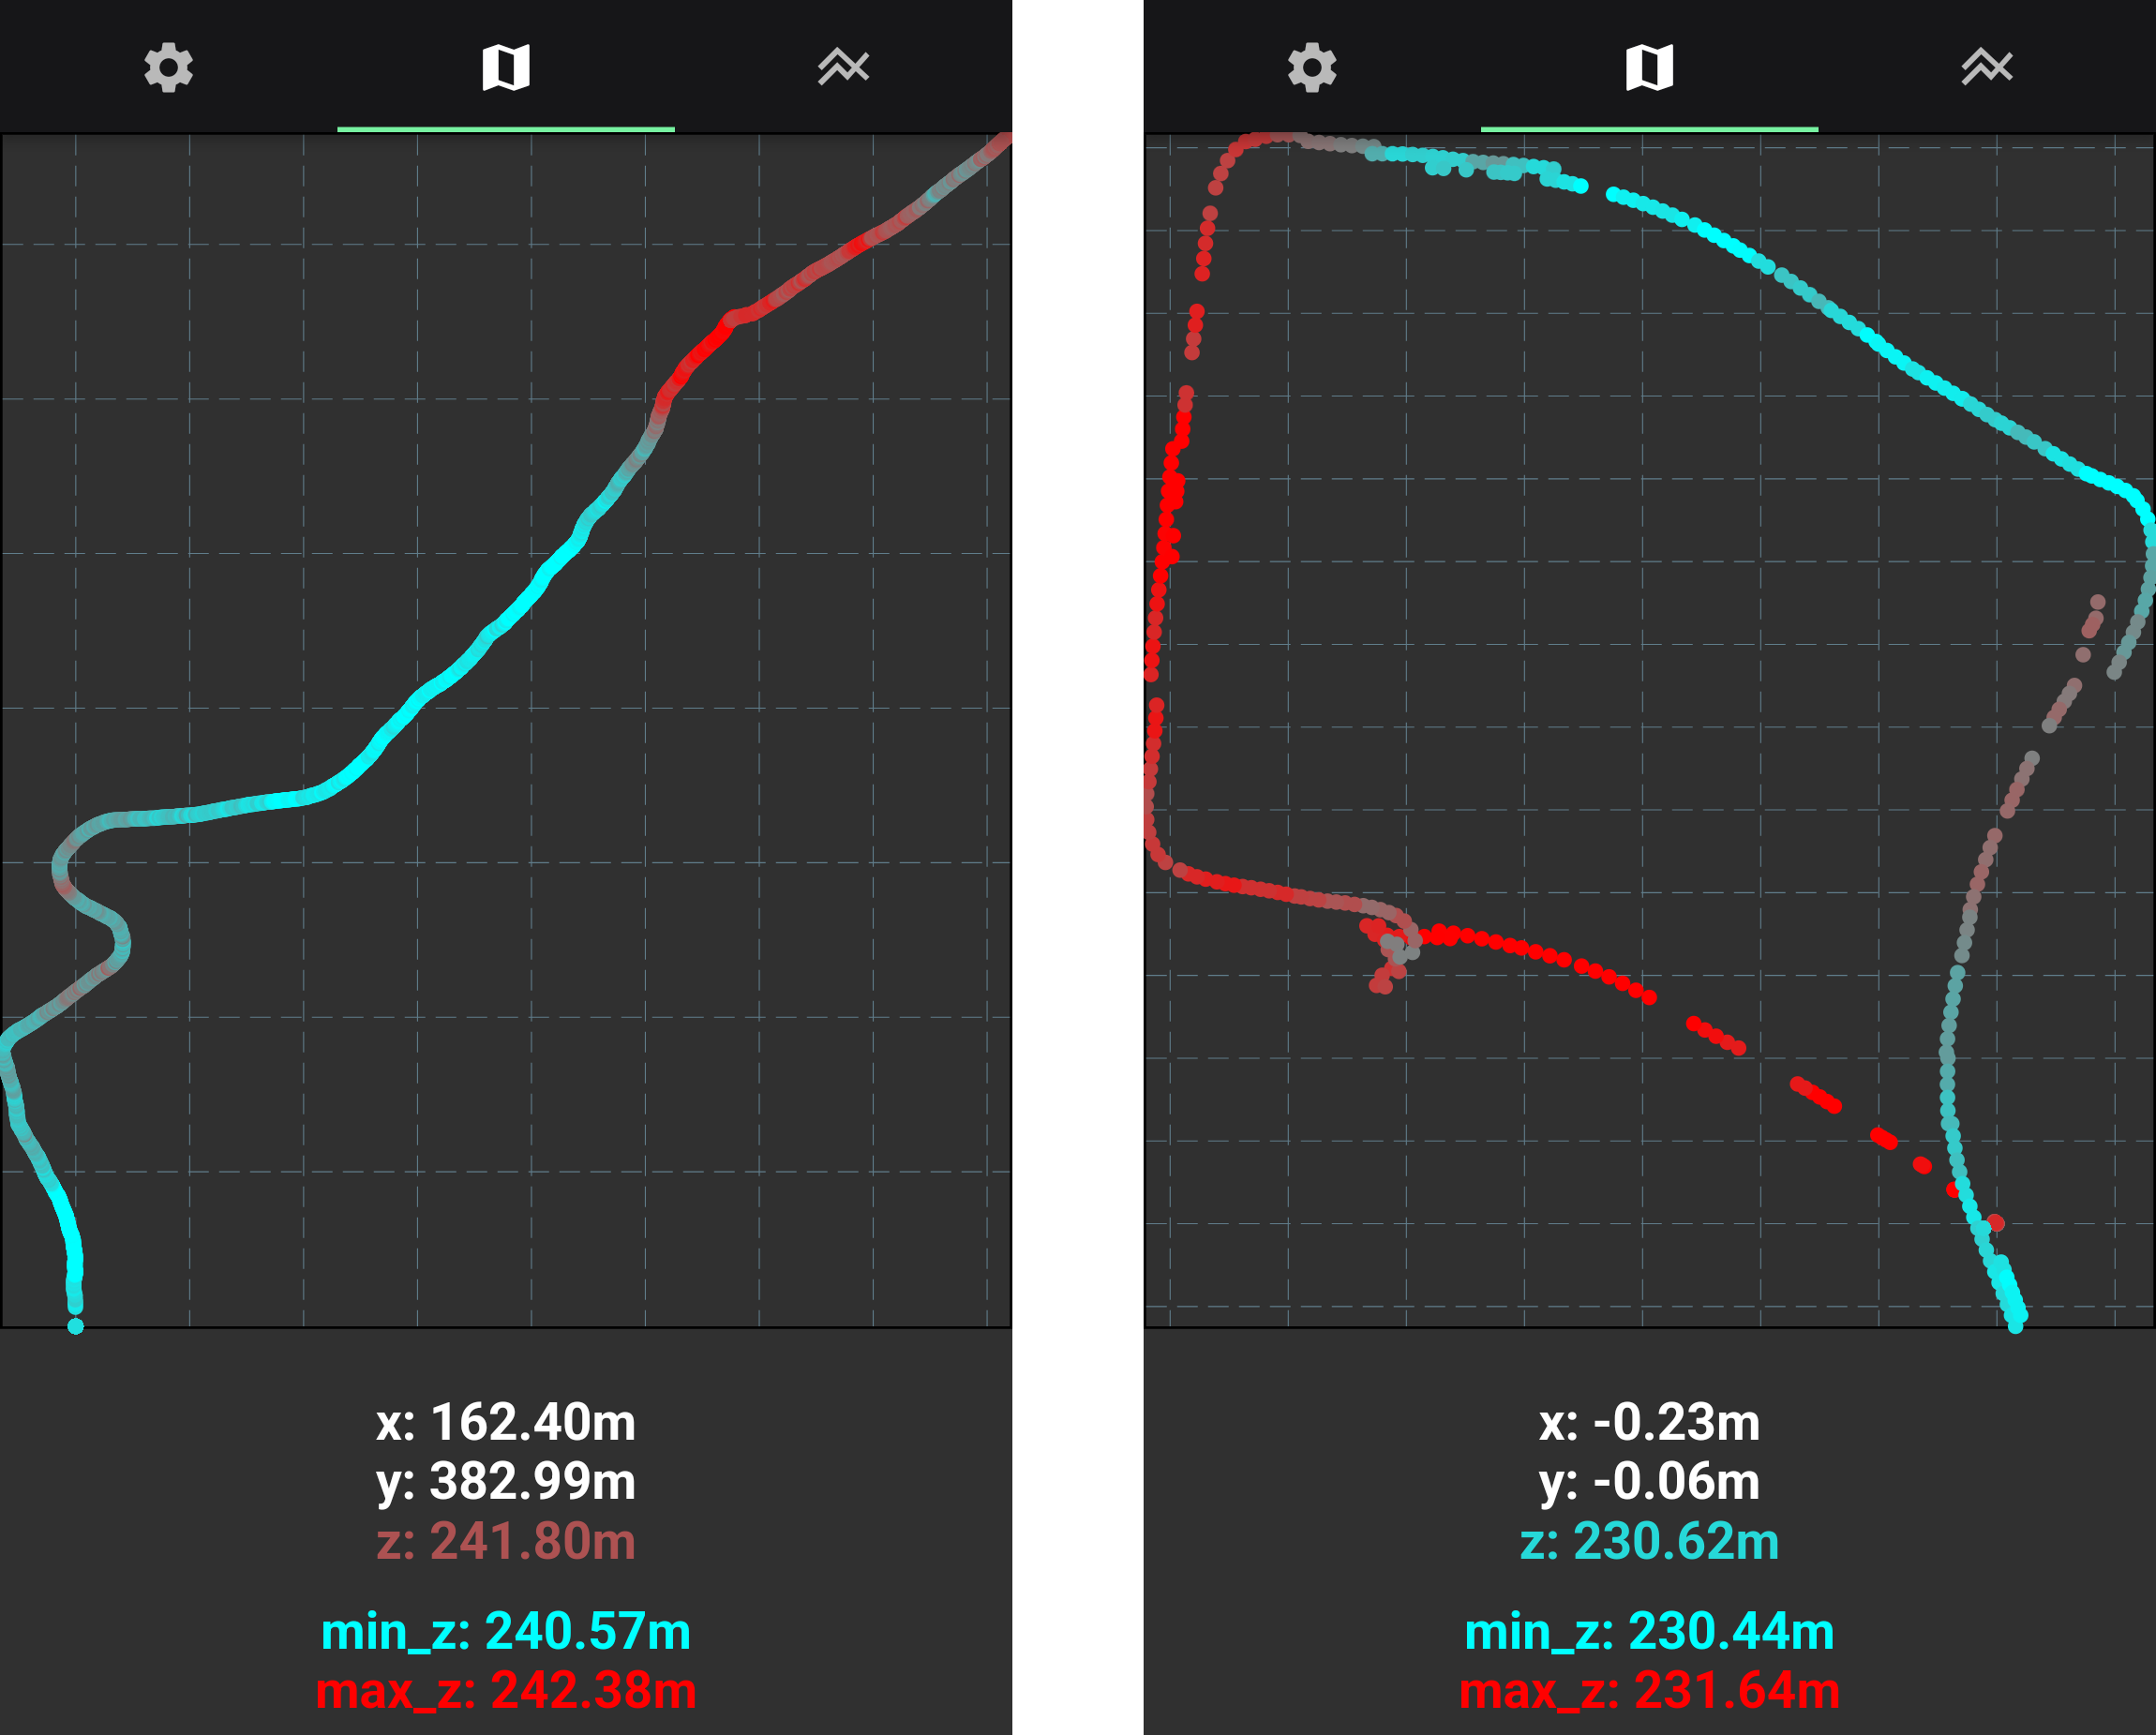 x: 162.40m
y: 382.99m
z: 241.80m
min_z: 240.57m
max_z: 242.38m
x: -0.23m
y: -0.06m
z: 230.62m
min_z: 230.44m
max_z: 231.64m